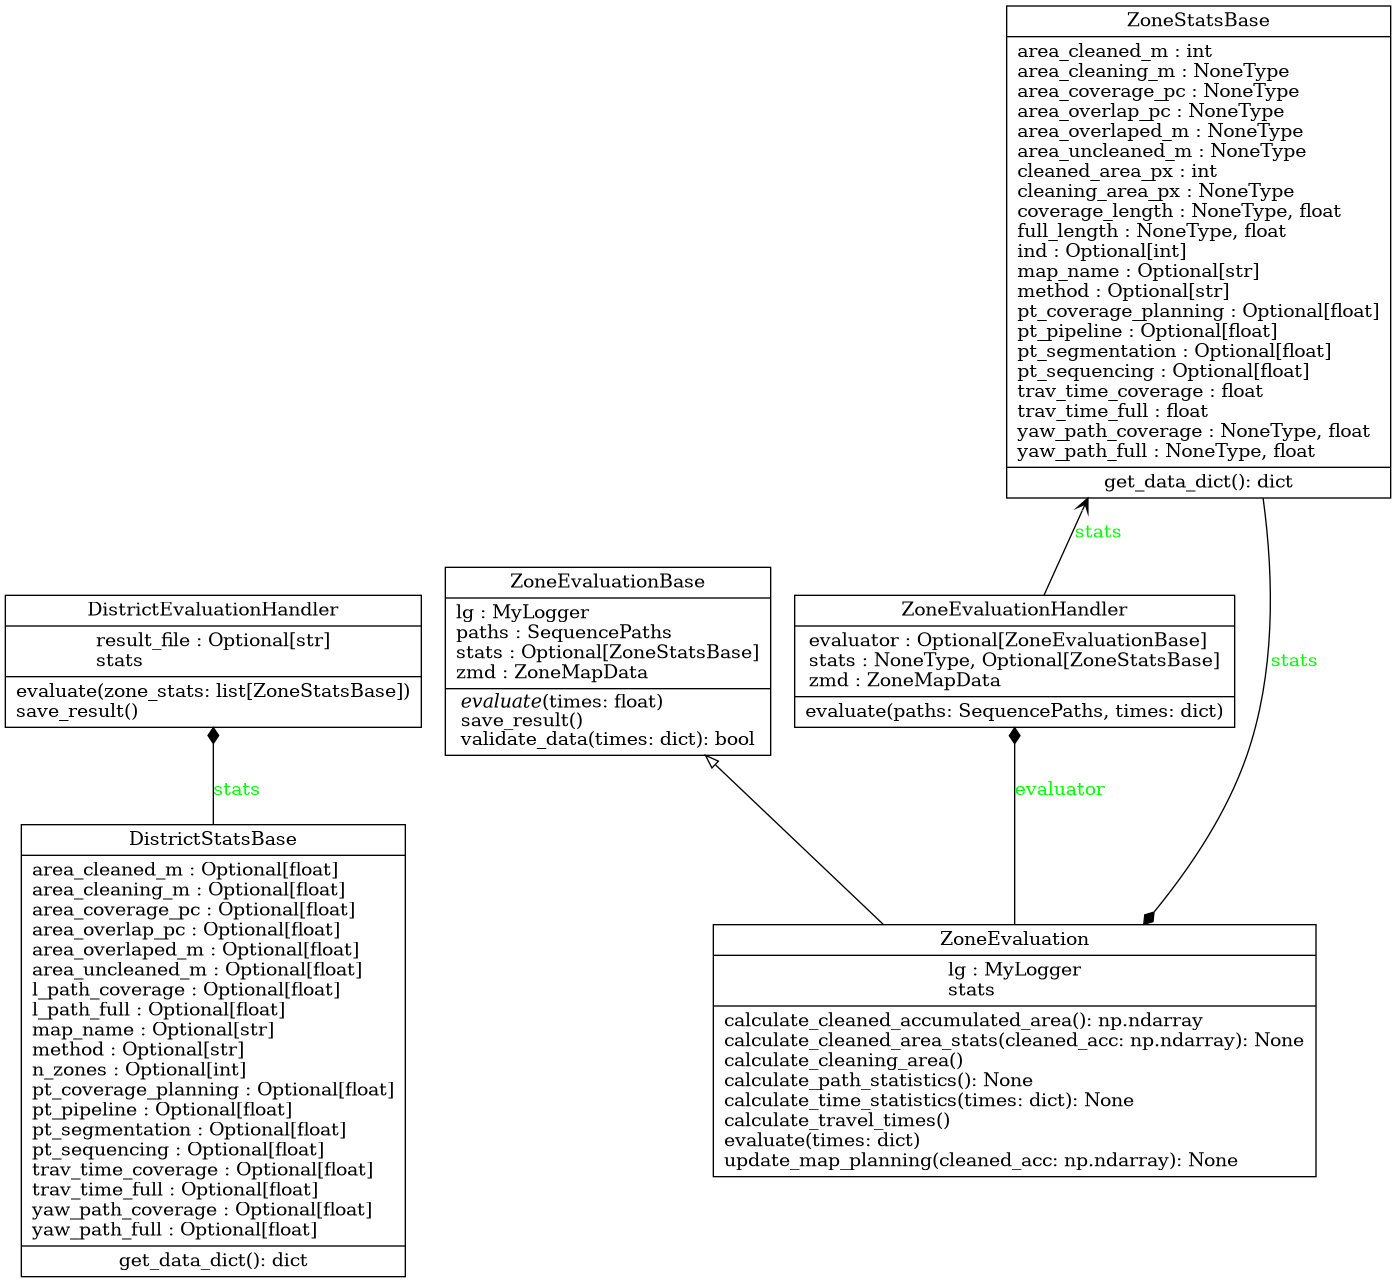 ZoneStatsBase
area_cleaned_m : int
area_cleaning_m : NoneType
area_coverage_pc : NoneType
area_overlap_pc : NoneType
area_overlaped_m : NoneType
area_uncleaned_m : NoneType
cleaned_area_px : int
cleaning_area_px : NoneType
coverage_length : NoneType, float
full_length : NoneType, float
ind : Optional[int]
map_name : Optional[str]
method : Optional[str]
pt_coverage_planning : Optional[float]
pt_pipeline : Optional[float]
pt_segmentation : Optional[float]
pt_sequencing : Optional[float]
trav_time_coverage : float
trav_time_full : float
yaw_path_coverage : NoneType, float
yaw_path_full : NoneType, float
get_data_dict(): dict
stats
DistrictEvaluationHandler
result_file : Optional[str]
stats
evaluate(zone_stats: list[ZoneStatsBase])
save_result()
ZoneEvaluationBase
lg : MyLogger
paths : SequencePaths
stats : Optional[ZoneStatsBase]
zmd : ZoneMapData
evaluate(times: float)
save_result()
validate_data(times: dict): bool
ZoneEvaluationHandler
evaluator : Optional[ZoneEvaluationBase]
stats : NoneType, Optional[ZoneStatsBase]
zmd : ZoneMapData
evaluate(paths: SequencePaths, times: dict)
stats
stats
evaluator
DistrictStatsBase
area_cleaned_m : Optional[float]
area_cleaning_m : Optional[float]
area_coverage_pc : Optional[float]
area_overlap_pc : Optional[float]
area_overlaped_m : Optional[float]
area_uncleaned_m : Optional[float]
l_path_coverage : Optional[float]
l_path_full : Optional[float]
map_name : Optional[str]
method : Optional[str]
n_zones : Optional[int]
pt_coverage_planning : Optional[float]
pt_pipeline : Optional[float]
pt_segmentation : Optional[float]
pt_sequencing : Optional[float]
trav_time_coverage : Optional[float]
trav_time_full : Optional[float]
yaw_path_coverage : Optional[float]
yaw_path_full : Optional[float]
get_data_dict(): dict
ZoneEvaluation
lg : MyLogger
stats
calculate_cleaned_accumulated_area(): np.ndarray
calculate_cleaned_area_stats(cleaned_acc: np.ndarray): None
calculate_cleaning_area()
calculate_path_statistics(): None
calculate_time_statistics(times: dict): None
calculate_travel_times()
evaluate(times: dict)
update_map_planning(cleaned_acc: np.ndarray): None